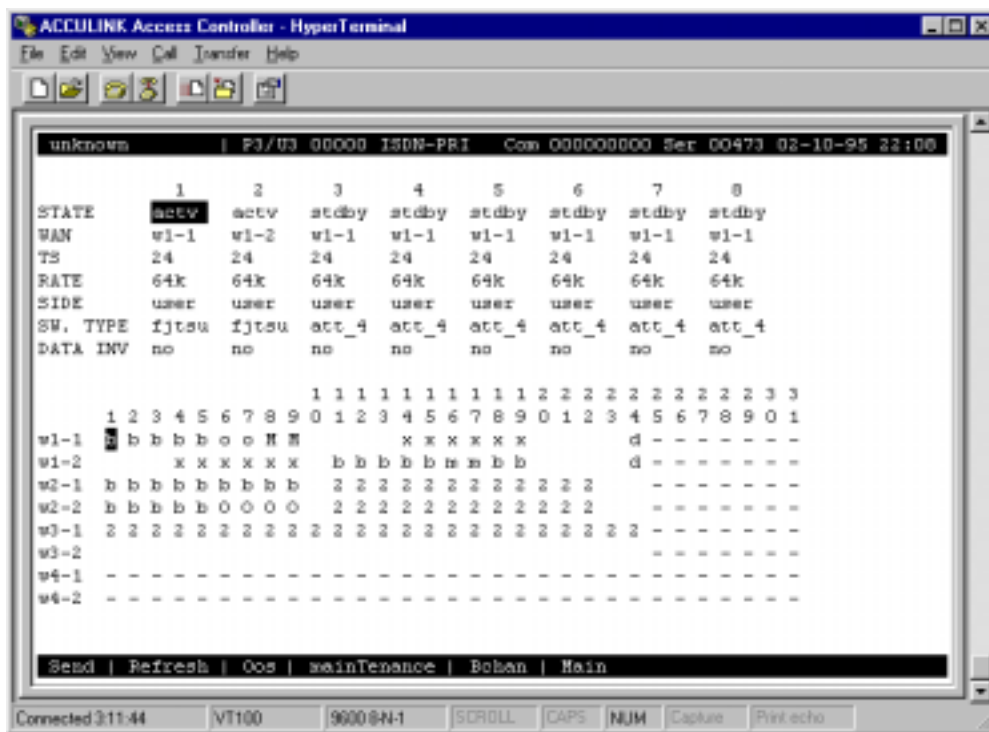 ACCULINK Access Controller - HyperTerminal
File Edit View Call Transfer Help
unknown | P3/U3 00000 ISDN-PRI Com 000000000 Ser 00473 02-10-95 22:08
1 2 3 4 5 6 7 8
STATE actv actv stdby stdby stdby stdby stdby stdby
WAN w1-1 w1-2 w1-1 w1-1 w1-1 w1-1 w1-1 w1-1
TS 24 24 24 24 24 24 24 24
RATE 64k 64k 64k 64k 64k 64k 64k 64k
SIDE user user user user user user user user
SW. TYPE fjtsu fjtsu att_4 att_4 att_4 att_4 att_4 att_4
DATA INV no no no no no no no no
1 1 1 1 1 1 1 1 1 1 2 2 2 2 2 2 2 2 2 2 3 3
1 2 3 4 5 6 7 8 9 0 1 2 3 4 5 6 7 8 9 0 1 2 3 4 5 6 7 8 9 0 1
w1-1 b b b b b o o M M x x x x x x d - - - - - - -
w1-2 x x x x x x b b b b b m m b b d - - - - - - -
w2-1 b b b b b b b b b 2 2 2 2 2 2 2 2 2 2 2 2 - - - - - - -
w2-2 b b b b b O O O O 2 2 2 2 2 2 2 2 2 2 2 2 - - - - - - -
w3-1 2 2 2 2 2 2 2 2 2 2 2 2 2 2 2 2 2 2 2 2 2 2 2 2 - - - - - - -
w3-2 - - - - - - -
w4-1 - - - - - - - - - - - - - - - - - - - - - - - - - - - - - - -
w4-2 - - - - - - - - - - - - - - - - - - - - - - - - - - - - - - -
Send | Refresh | Oos | mainTenance | Bchan | Main
Connected 3:11:44 VT100 9600 8-N-1 SCROLL CAPS NUM Capture Print echo